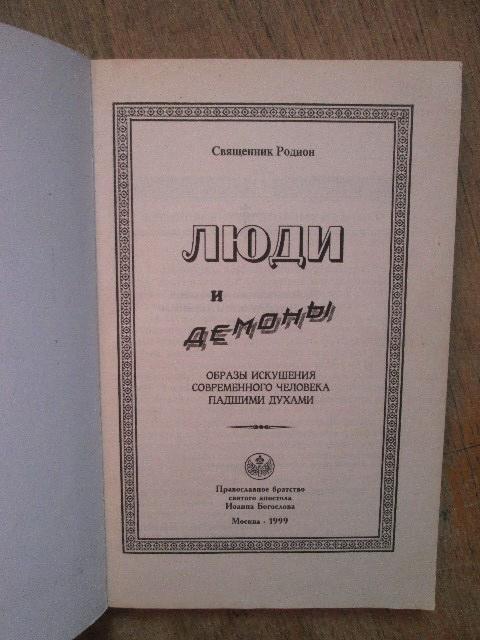 Священник Родион
ЛЮДИ
и
ДЕМОНЫ
ОБРАЗЫ ИСКУШЕНИЯ
СОВРЕМЕННОГО ЧЕЛОВЕКА
ПАДШИМИ ДУХАМИ
Православное братство
святого апостола
Иоанна Богослова
Москва · 1999